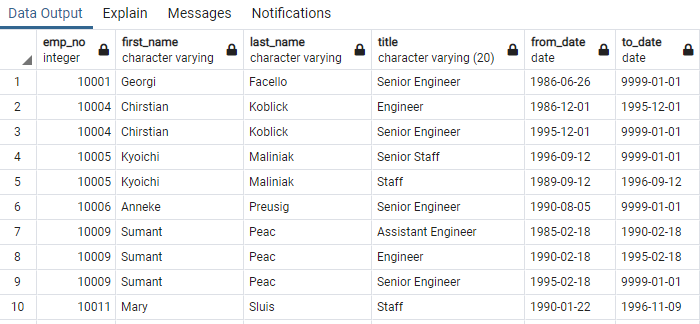 Data Output Explain Messages Notifications
emp_no first_name last_name title from_date to_date
integer character varying character varying character varying (20) date date
1 10001 Georgi Facello Senior Engineer 1986-06-26 9999-01-01
2 10004 Chirstian Koblick Engineer 1986-12-01 1995-12-01
3 10004 Chirstian Koblick Senior Engineer 1995-12-01 9999-01-01
4 10005 Kyoichi Maliniak Senior Staff 1996-09-12 9999-01-01
5 10005 Kyoichi Maliniak Staff 1989-09-12 1996-09-12
6 10006 Anneke Preusig Senior Engineer 1990-08-05 9999-01-01
7 10009 Sumant Peac Assistant Engineer 1985-02-18 1990-02-18
8 10009 Sumant Peac Engineer 1990-02-18 1995-02-18
9 10009 Sumant Peac Senior Engineer 1995-02-18 9999-01-01
10 10011 Mary Sluis Staff 1990-01-22 1996-11-09